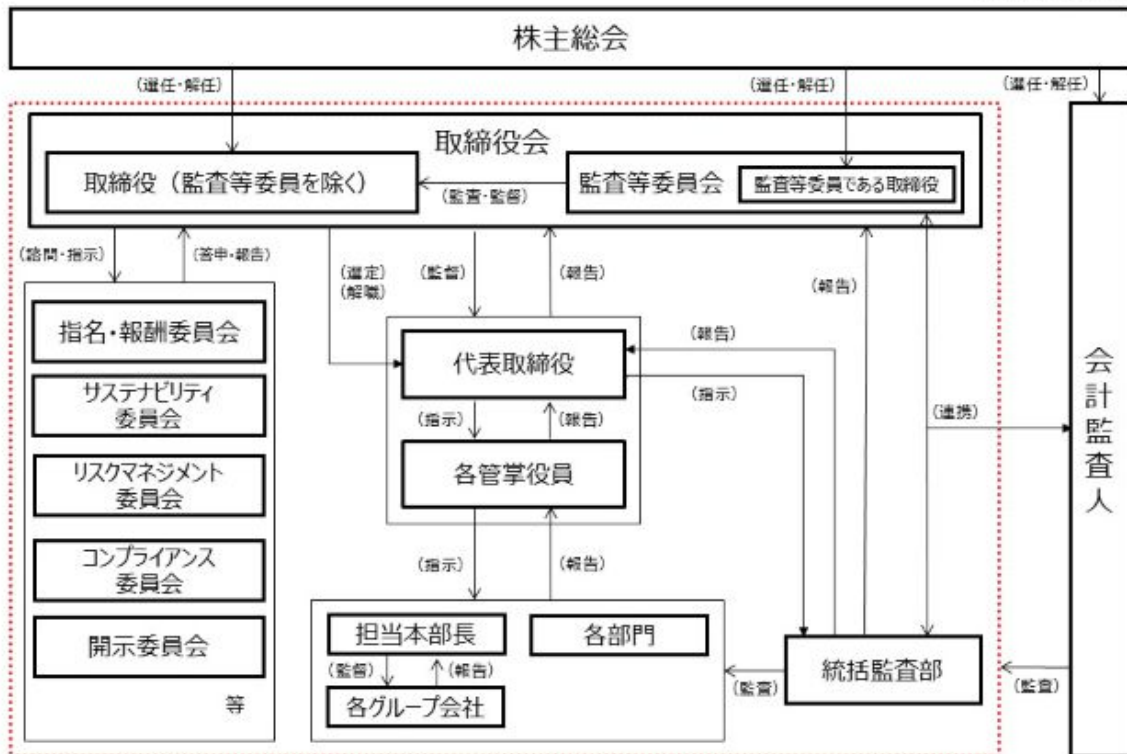 株主総会
(選任・解任)
(選任・解任)
(選任・解任)
取締役会
取締役（監査等委員を除く）
監査等委員会
監査等委員である取締役
(監査・監督)
(諮問・指示)
(答申・報告)
(選定)
(解職)
(監督)
(報告)
(報告)
指名・報酬委員会
サステナビリティ
委員会
リスクマネジメント
委員会
コンプライアンス
委員会
開示委員会
等
代表取締役
(報告)
(指示)
(指示)
(報告)
各管掌役員
(連携)
会計監査人
(指示)
(報告)
担当本部長
各部門
(監督)
(報告)
各グループ会社
(監査)
統括監査部
(監査)